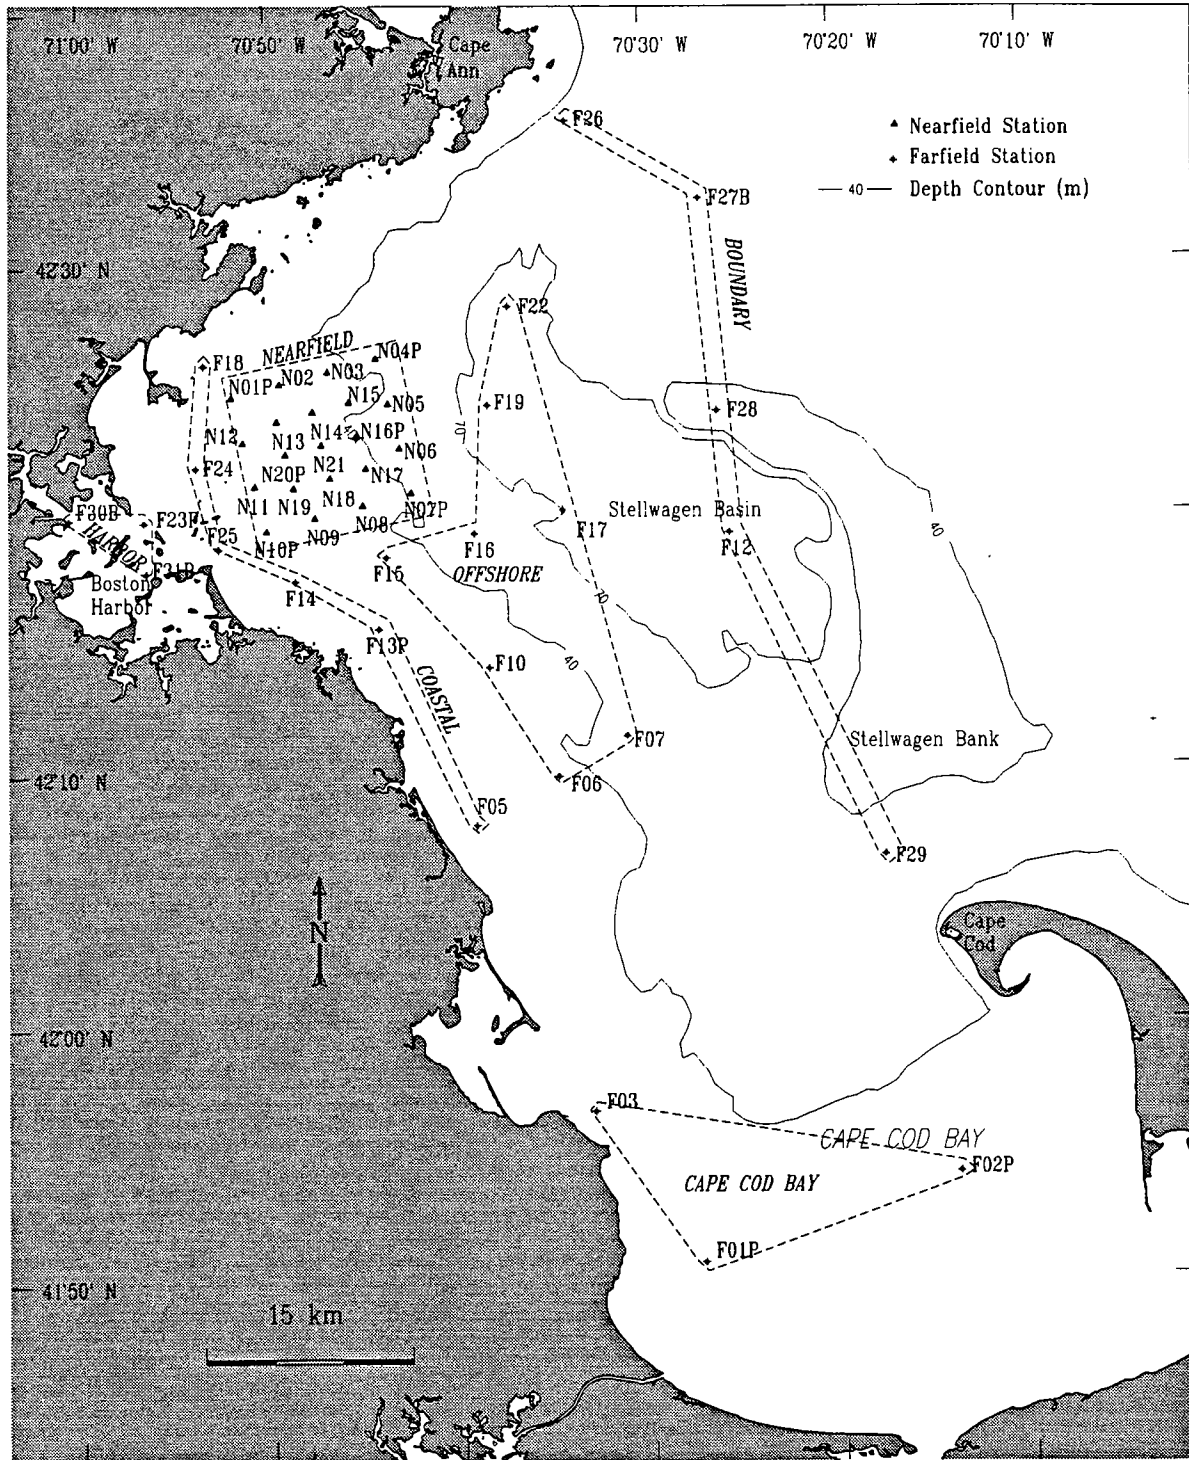 71°00' W
70°50' W
70°30' W
70°20' W
70°10' W
Cape
Ann
F26
Nearfield Station
Farfield Station
40 Depth Contour (m)
F27B
BOUNDARY
42°30' N
F22
NEARFIELD
N04P
F18
N03
N02
N01P
N15
N05
F19
F28
70
40
N12
N13
N14
N16P
N06
F24
N20P
N21
N17
40
N11
N19
N18
N07P
Stellwagen Basin
F30B
F23P
N08
F17
HARBOR
F25
N10P
N09
F16
F12
F31B
F15
OFFSHORE
Boston
Harbor
F14
70
F13P
F10
40
COASTAL
F07
Stellwagen Bank
42°10' N
F06
F05
F29
N
Cape
Cod
42°00' N
F03
CAPE COD BAY
F02P
CAPE COD BAY
F01P
41°50' N
15 km